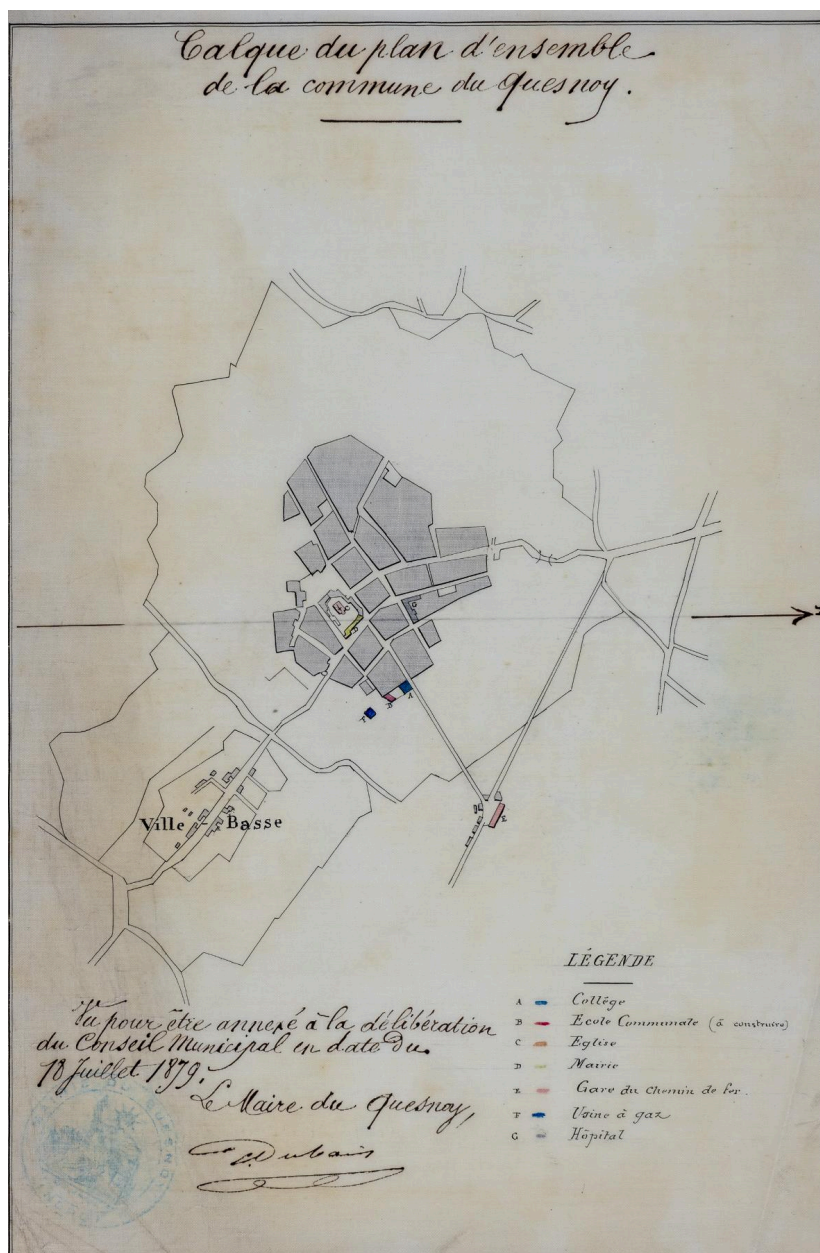 Calque du plan d'ensemble
de la commune du Quesnoy.
C
D
G
A
B
F
E
Ville - Basse
LÉGENDE
A Collège
B Ecole Communale (à construire)
C Eglise
D Mairie
E Gare du Chemin de fer.
F Usine à gaz
G Hôpital
Vu pour être annexé à la délibération
du Conseil Municipal en date du
18 Juillet 1879.
Le Maire du Quesnoy,